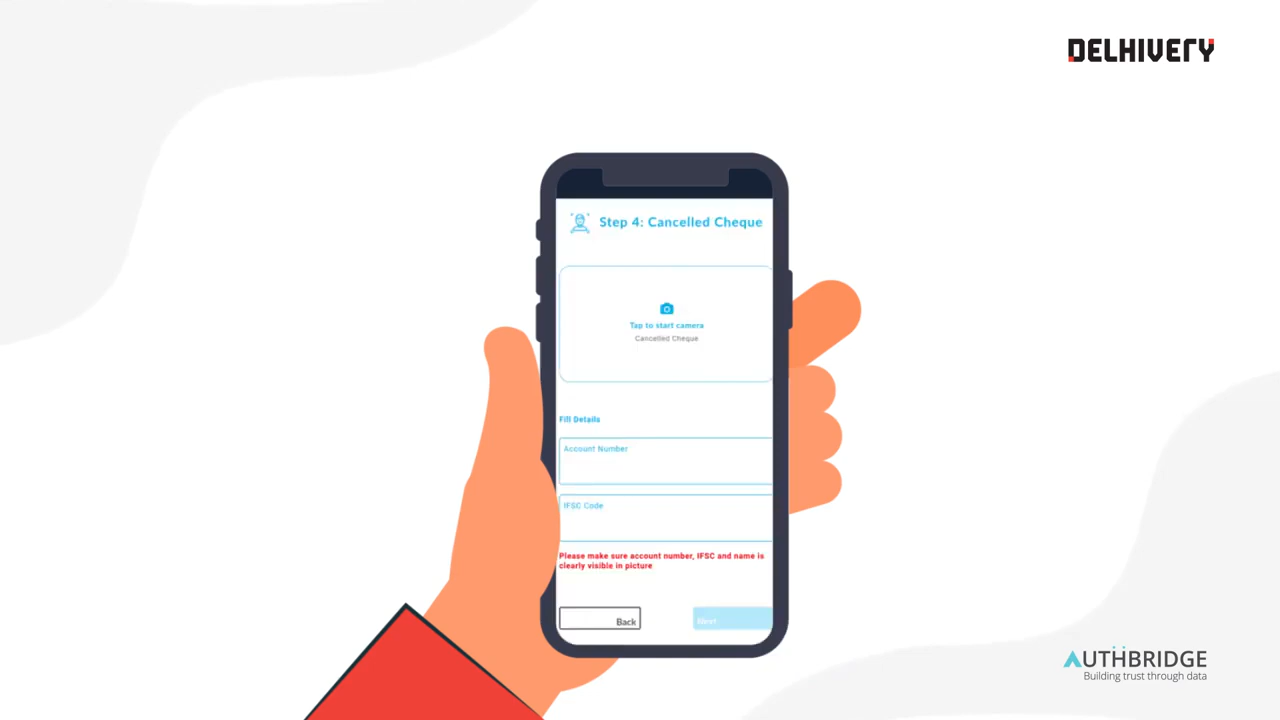 DELHIVERY
Step 4: Cancelled Cheque
Tap to start camera
Cancelled Cheque
Fill Details
Account Number
IFSC Code
Please make sure account number, IFSC and name is
clearly visible in picture
Back
Next
AUTHBRIDGE
Building trust through data